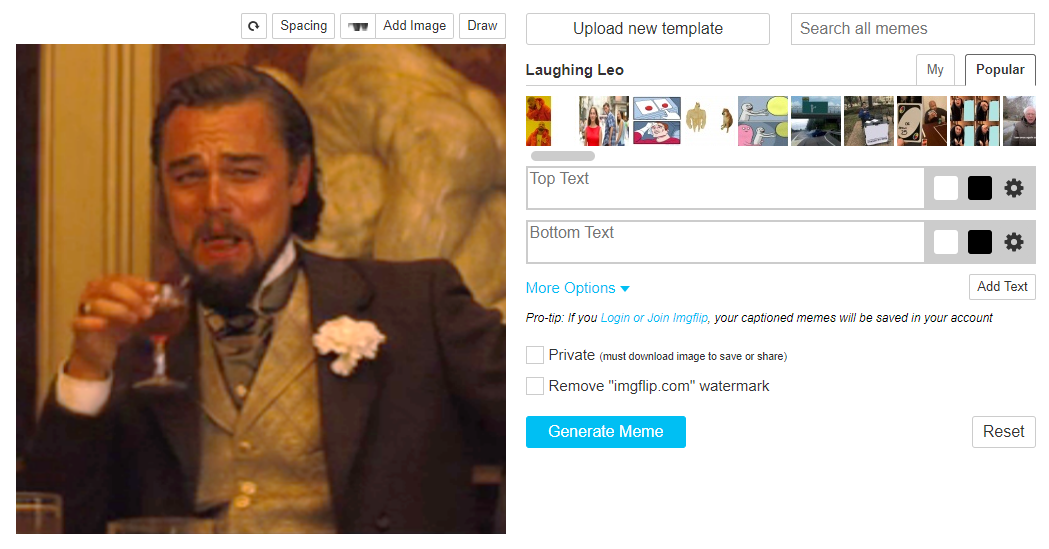 Spacing
Add Image
Draw
Upload new template
Search all memes
Laughing Leo
My
Popular
Top Text
Bottom Text
More Options
Add Text
Pro-tip: If you Login or Join Imgflip, your captioned memes will be saved in your account
Private (must download image to save or share)
Remove "imgflip.com" watermark
Generate Meme
Reset